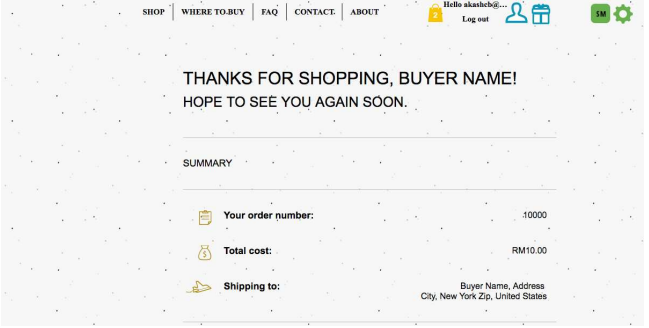 SHOP WHERE TO BUY FAQ CONTACT ABOUT
2
Hello akashcb@...
Log out
SM
THANKS FOR SHOPPING, BUYER NAME!
HOPE TO SEE YOU AGAIN SOON.
SUMMARY
Your order number: 10000
Total cost: RM10.00
Shipping to: Buyer Name, Address
City, New York Zip, United States